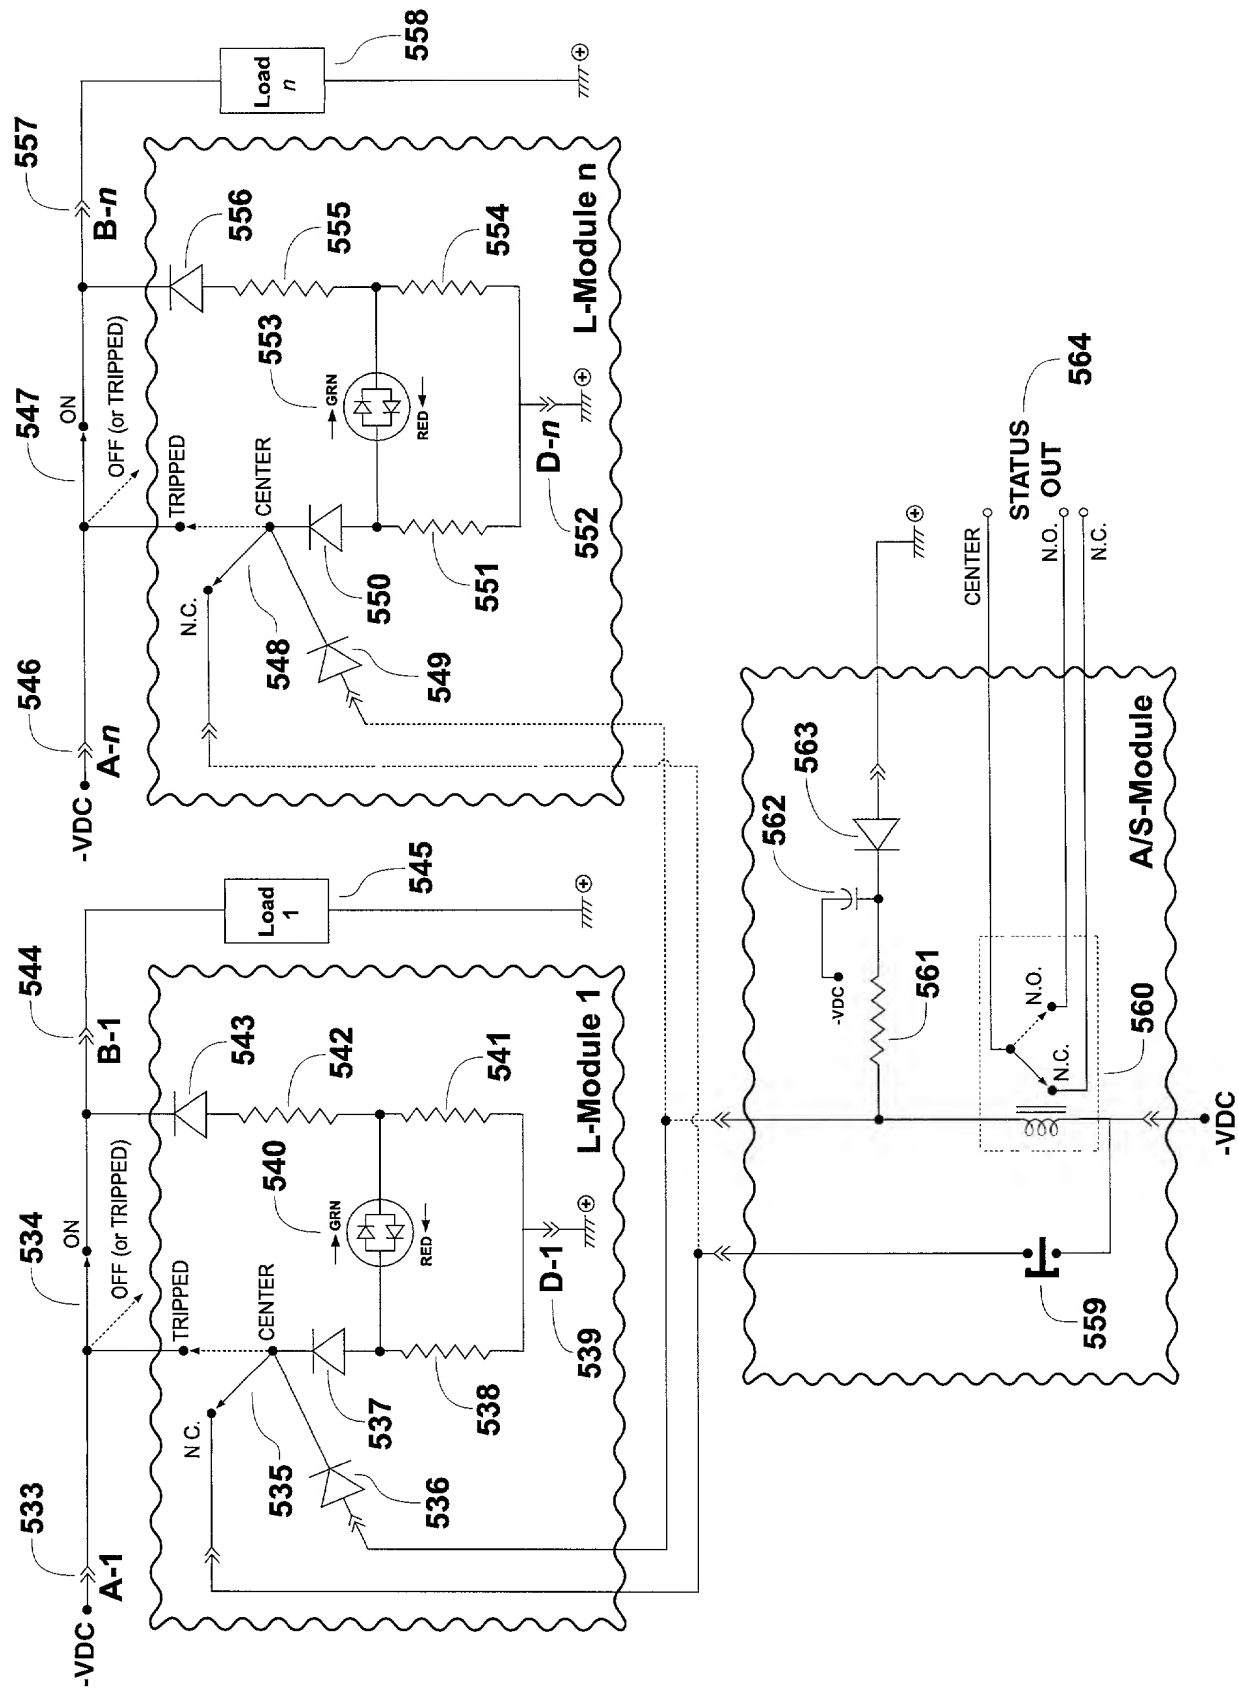 533
534
544
546
547
557
-VDC
A-1
ON
B-1
-VDC
A-n
ON
B-n
OFF (or TRIPPED)
OFF (or TRIPPED)
TRIPPED
TRIPPED
N.C.
N.C.
CENTER
CENTER
Load
1
Load
n
545
558
543
556
535
548
542
555
540
553
GRN
RED
GRN
RED
537
550
536
549
538
551
541
554
D-1
539
D-n
552
L-Module 1
L-Module n
562
563
-VDC
561
STATUS
OUT
564
CENTER
N.O.
N.C.
N.O.
N.C.
560
559
A/S-Module
-VDC